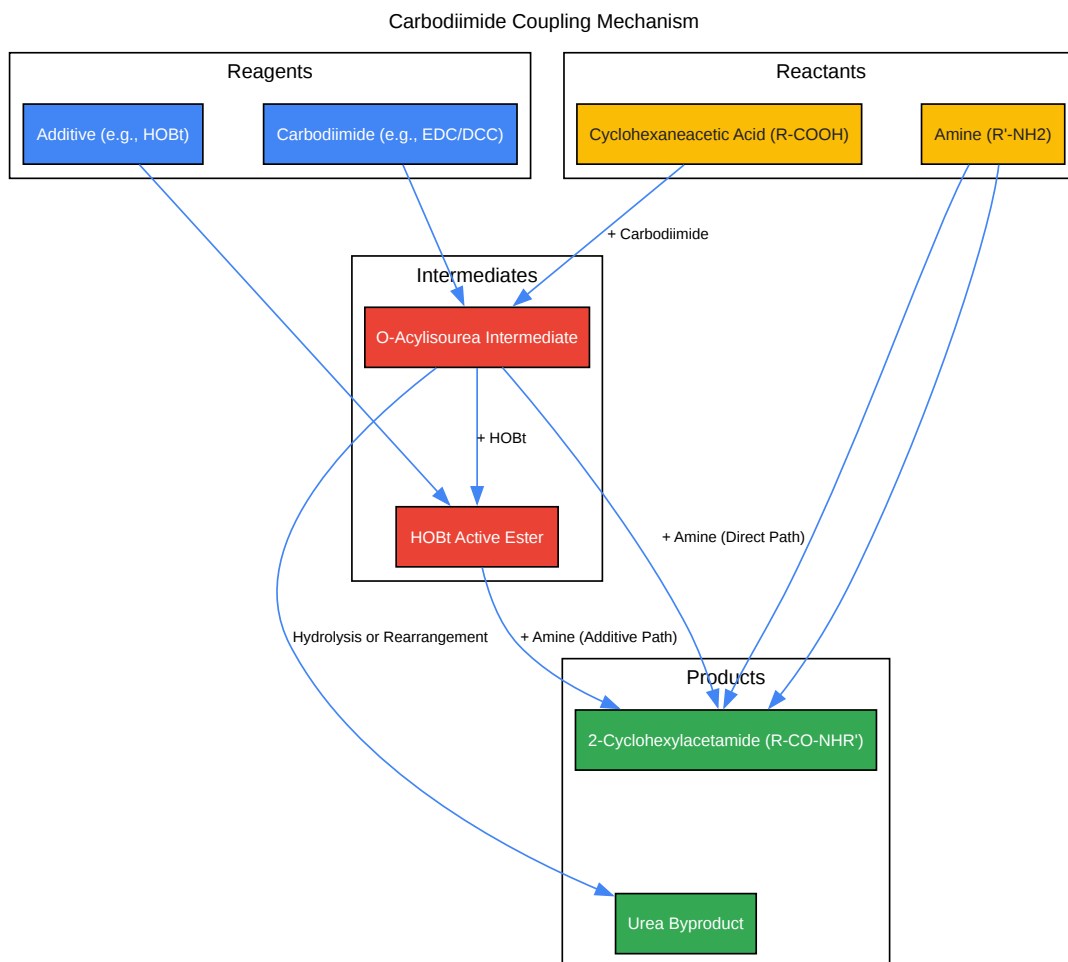 Carbodiimide Coupling Mechanism
Reagents
Reactants
Additive (e.g., HOBt)
Carbodiimide (e.g., EDC/DCC)
Cyclohexaneacetic Acid (R-COOH)
Amine (R'-NH2)
+ Carbodiimide
Intermediates
O-Acylisourea Intermediate
+ HOBt
HOBt Active Ester
+ Amine (Direct Path)
Hydrolysis or Rearrangement
+ Amine (Additive Path)
Products
2-Cyclohexylacetamide (R-CO-NHR')
Urea Byproduct